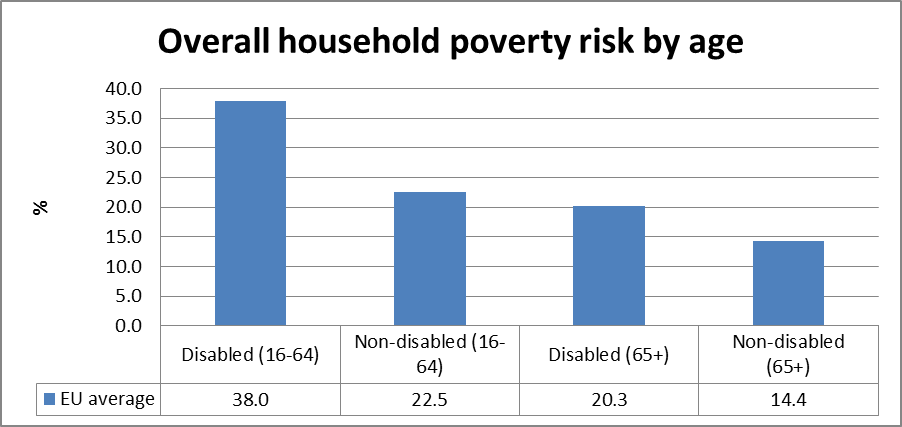 Overall household poverty risk by age
%
40.0
35.0
30.0
25.0
20.0
15.0
10.0
5.0
0.0
Disabled (16-64)
Non-disabled (16-
64)
Disabled (65+)
Non-disabled
(65+)
EU average 38.0 22.5 20.3 14.4